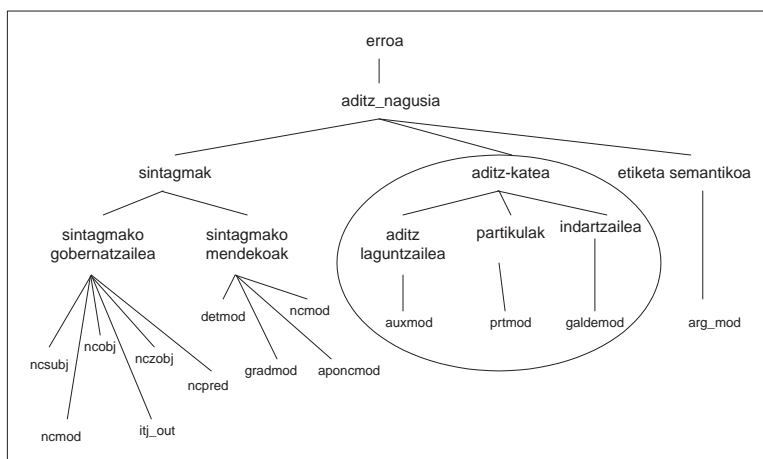 erroa
aditz_nagusia
sintagmak
aditz-katea
etiketa semantikoa
sintagmako
gobernatzailea
sintagmako
mendekoak
aditz
laguntzailea
partikulak
indartzailea
detmod
ncmod
auxmod
prtmod
galdemod
arg_mod
ncsubj
ncobj
nczobj
ncpred
gradmod
aponcmod
ncmod
itj_out